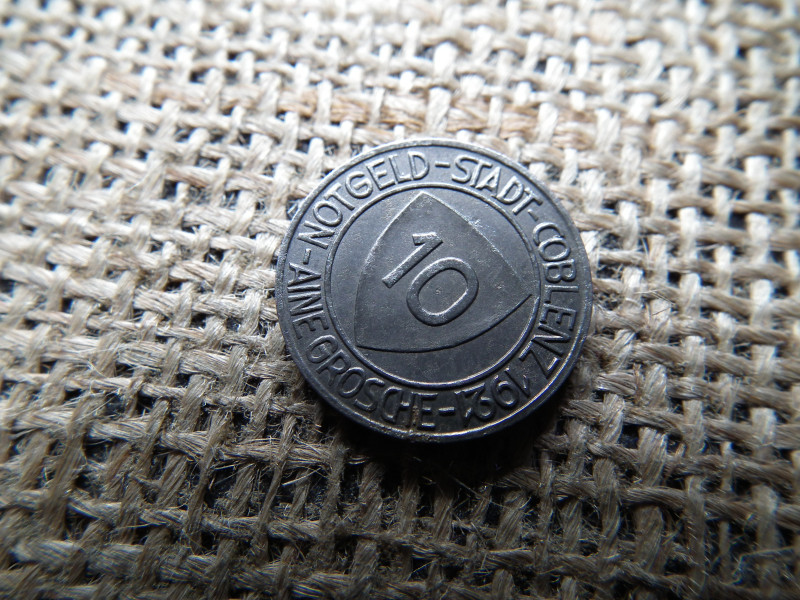 NOTGELD-STADT-COBLENZ 1921-AINE GROSCHE-N-
10